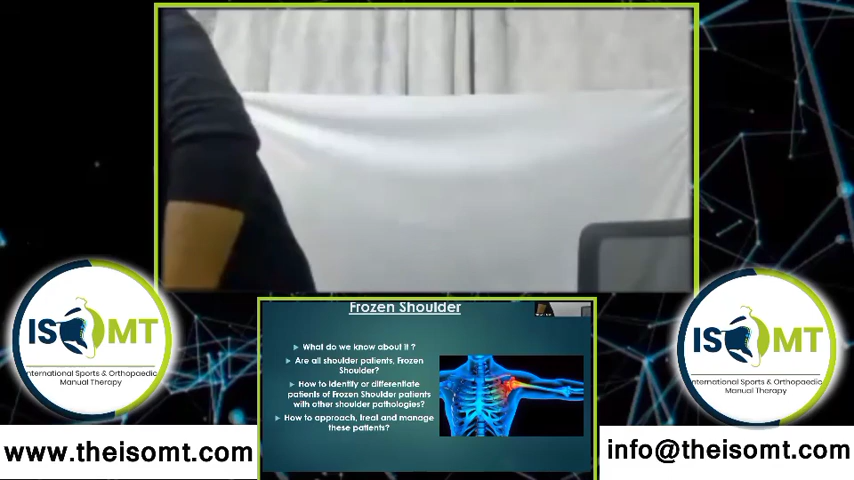 Frozen Shoulder
What do we know about it ?
Are all shoulder patients, Frozen
Shoulder?
How to identify or differentiate
patients of Frozen Shoulder patients
with other shoulder pathologies?
How to approach, treat and manage
these patients?
ISOMT
International Sports & Orthopaedic
Manual Therapy
ISOMT
International Sports & Orthopaedic
Manual Therapy
www.theisomt.com
info@theisomt.com